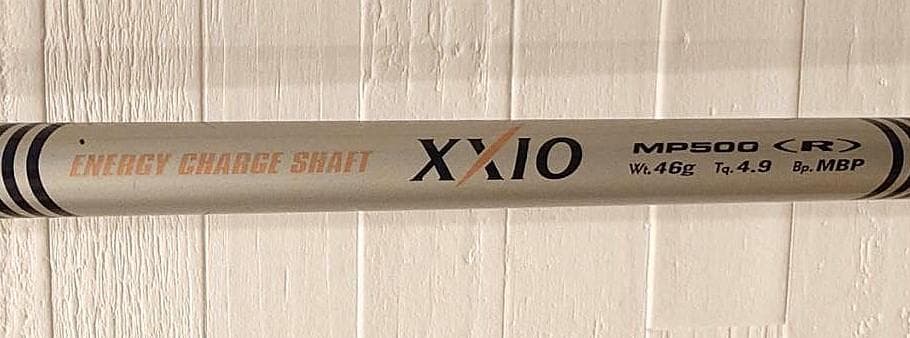 ENERGY CHARGE SHAFT
XXIO
MP500 <R>
Wt.46g Tq.4.9 Bp.MBP